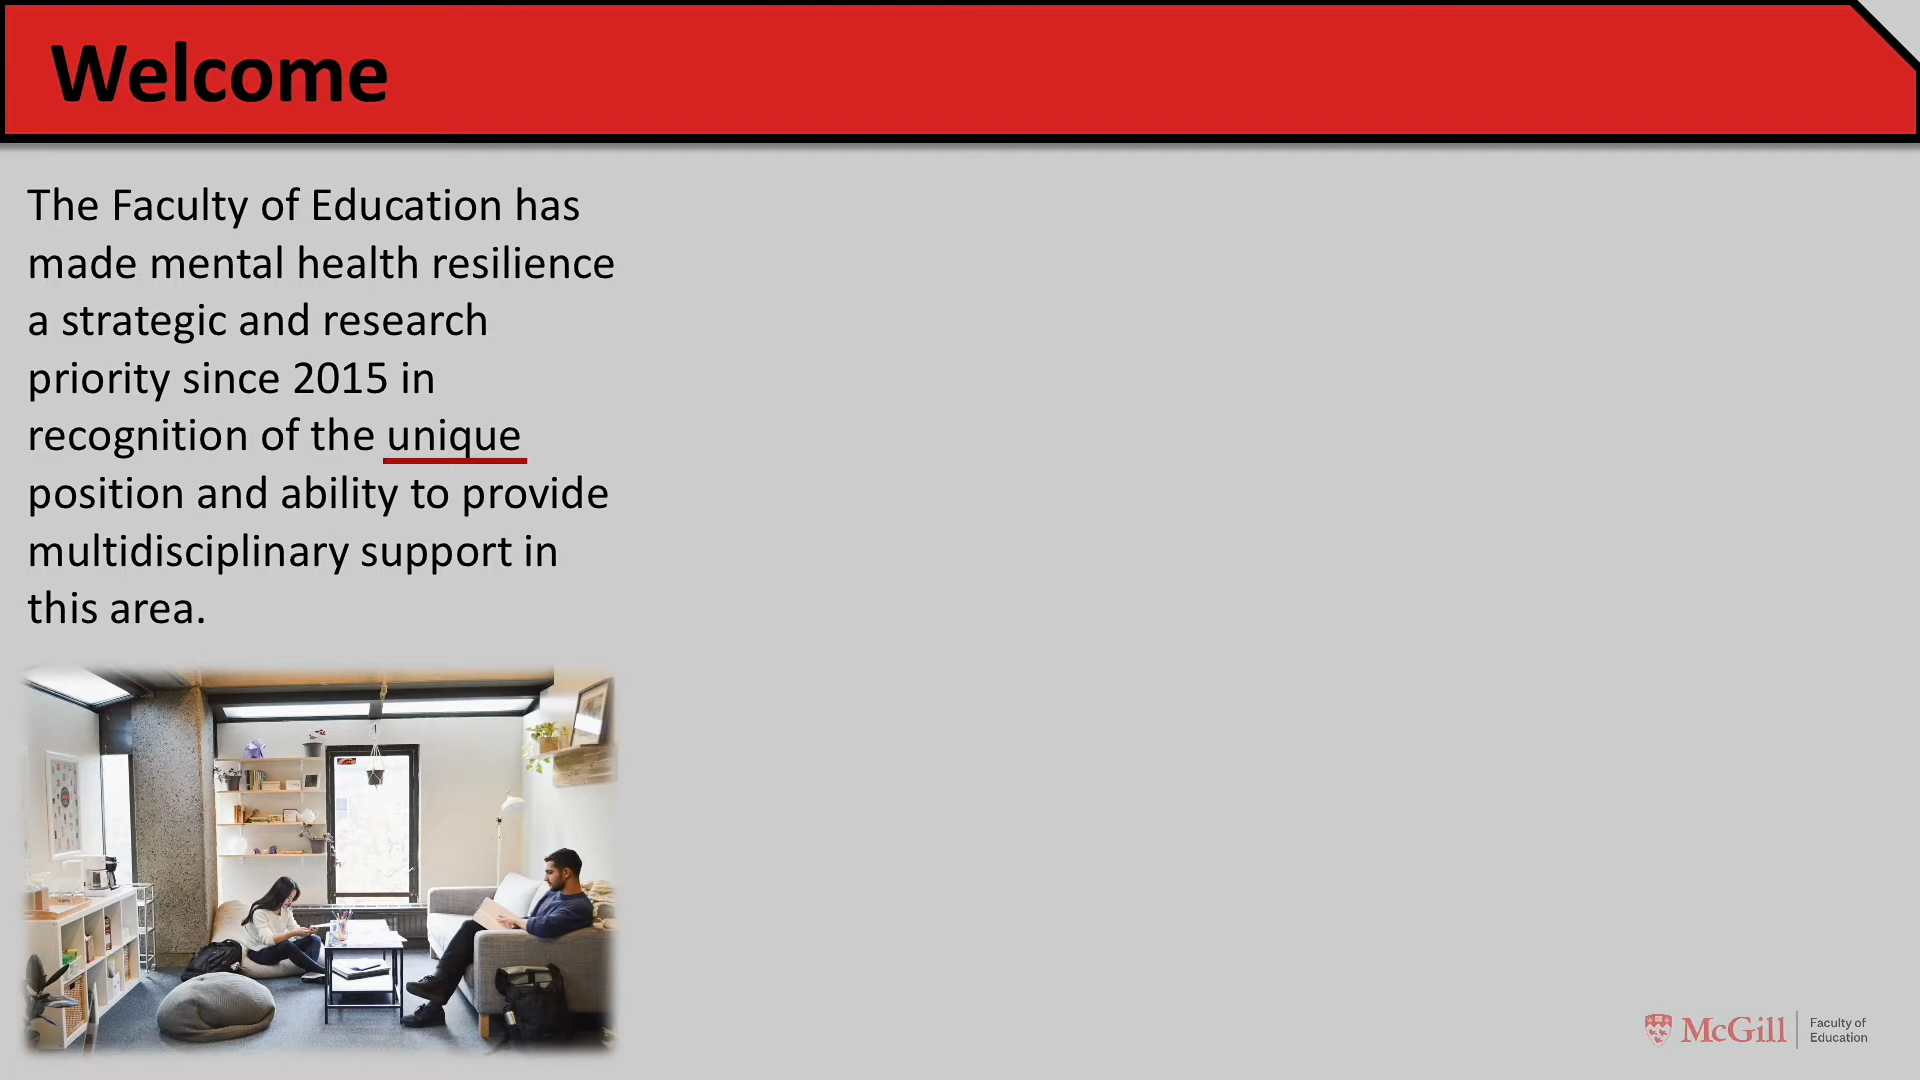 Welcome
The Faculty of Education has
made mental health resilience
a strategic and research
priority since 2015 in
recognition of the unique
position and ability to provide
multidisciplinary support in
this area.
McGill
Faculty of
Education